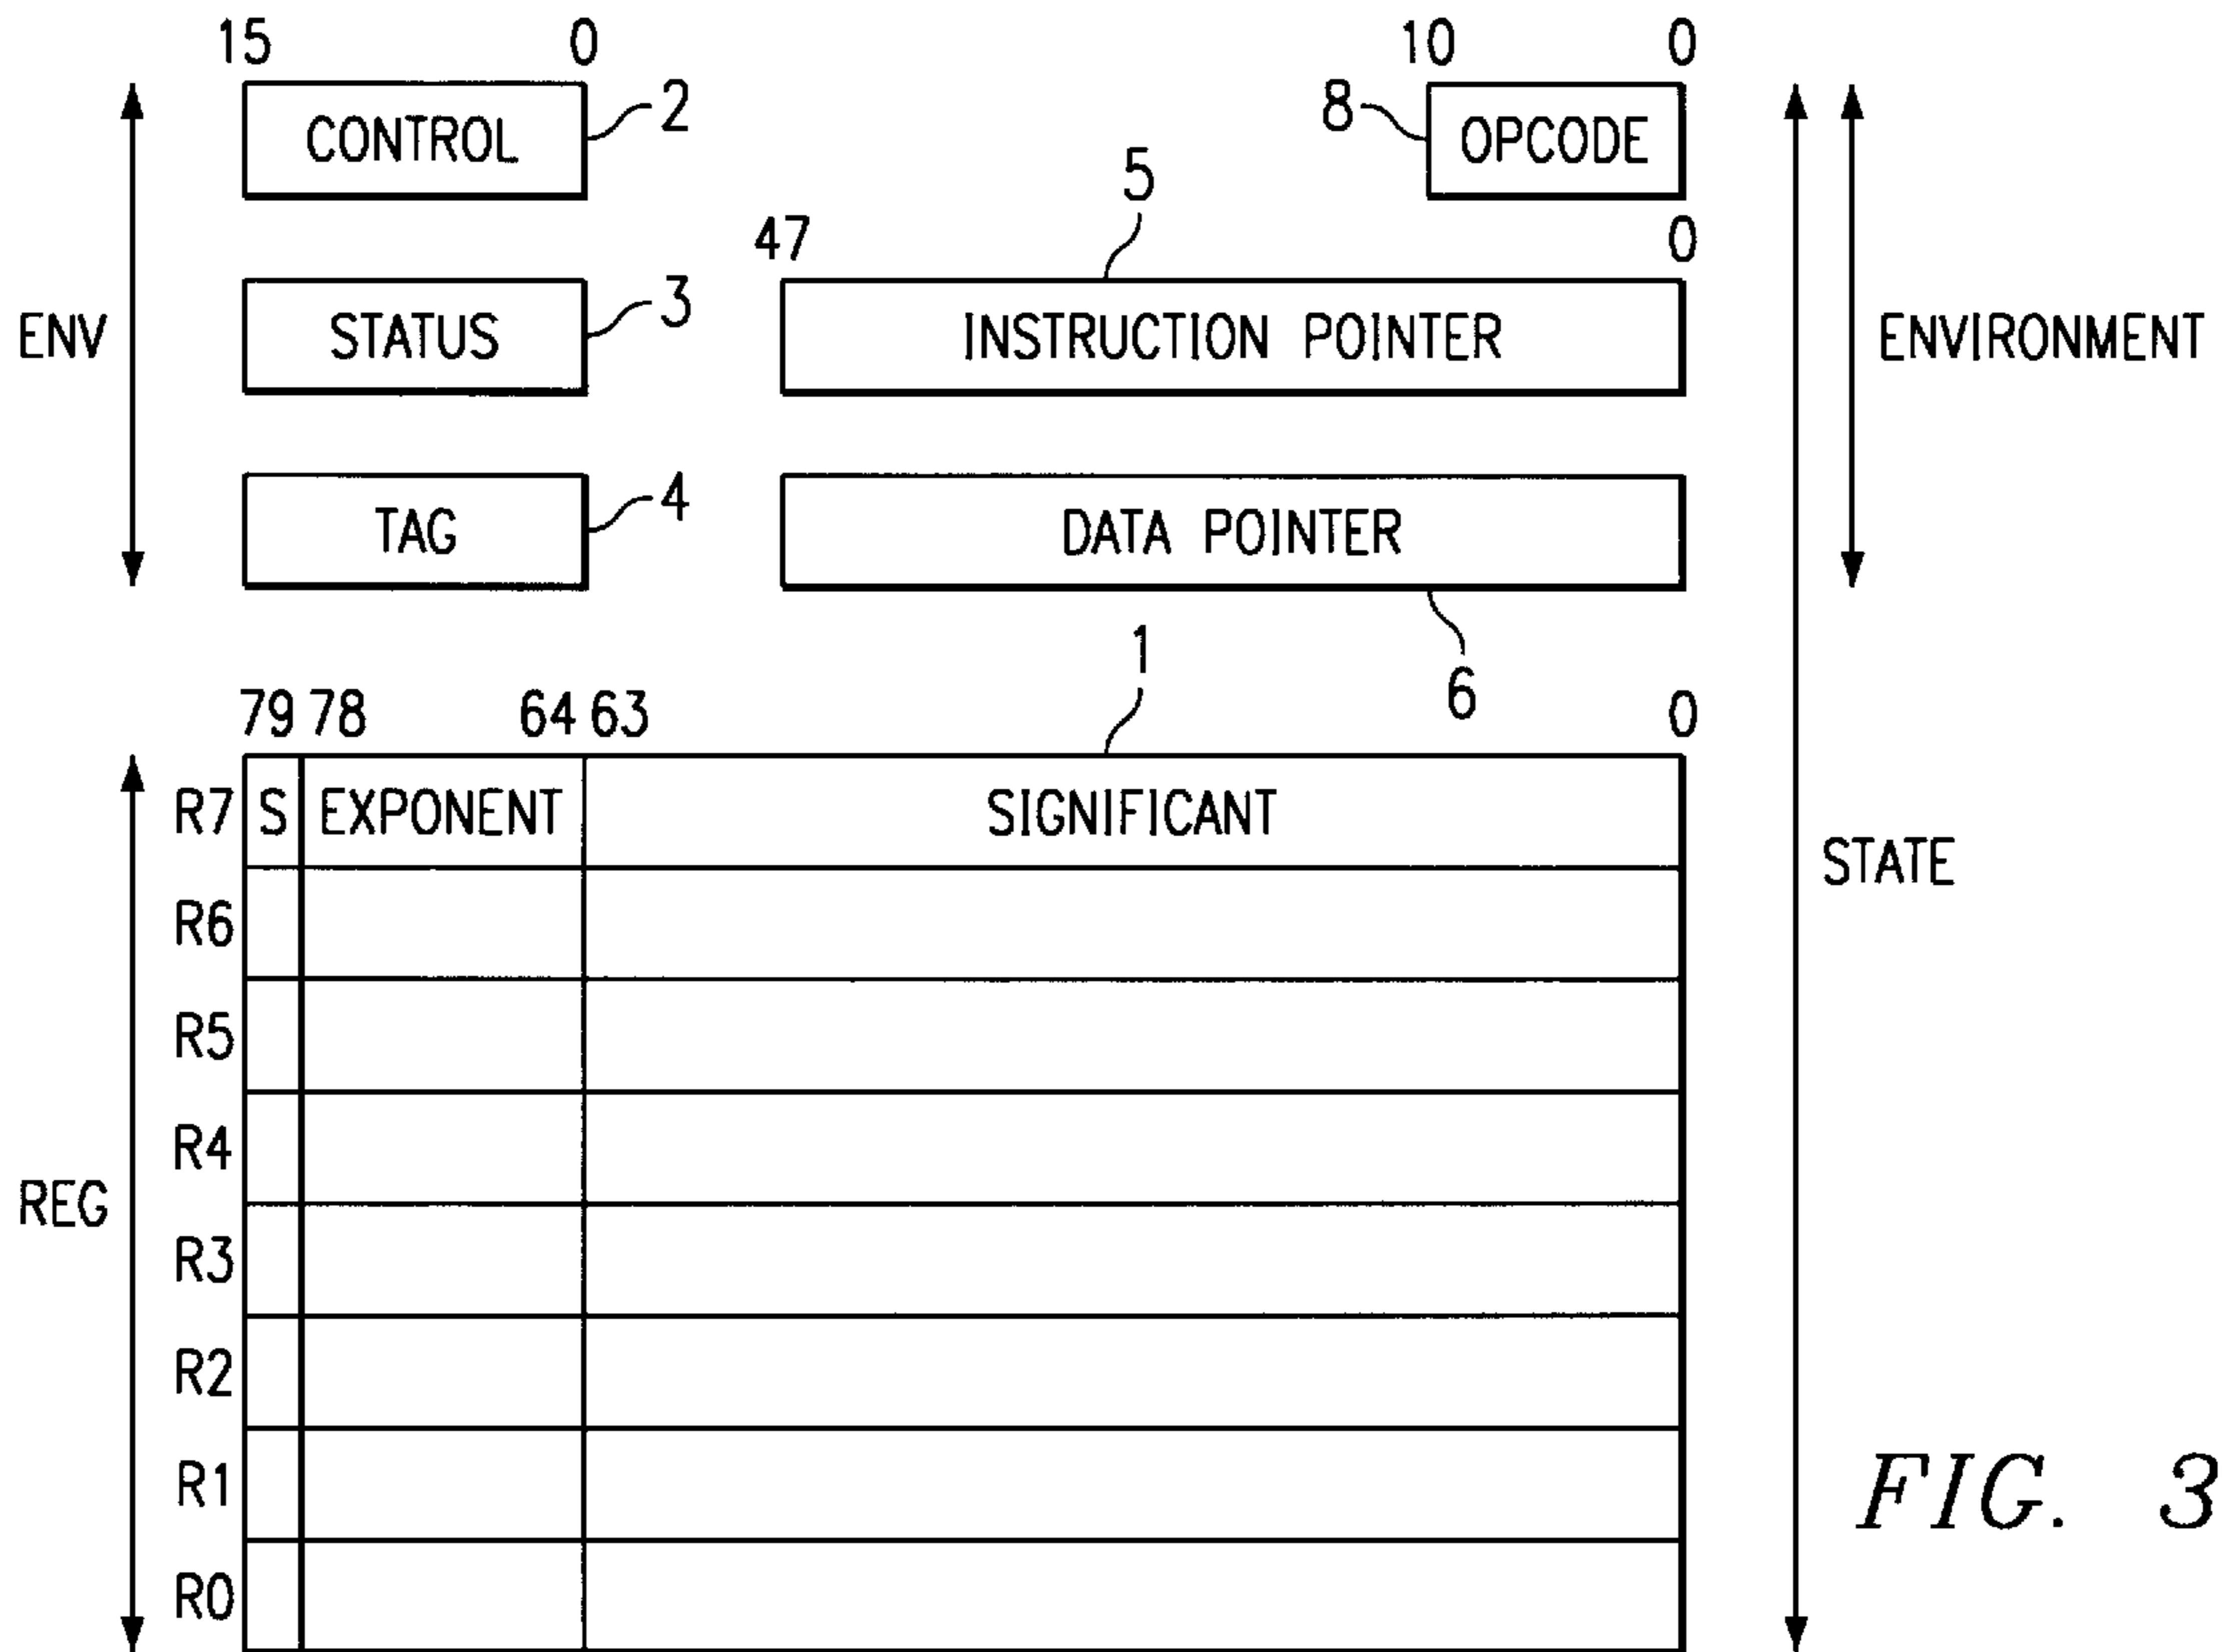 15 0 10 0
CONTROL 2 8 OPCODE
5
47 0
ENV STATUS 3 INSTRUCTION POINTER ENVIRONMENT
TAG 4 DATA POINTER
1 6
79 78 64 63 0
R7 S EXPONENT SIGNIFICANT
STATE
R6
R5
R4
REG
R3
R2
R1
FIG. 3
R0